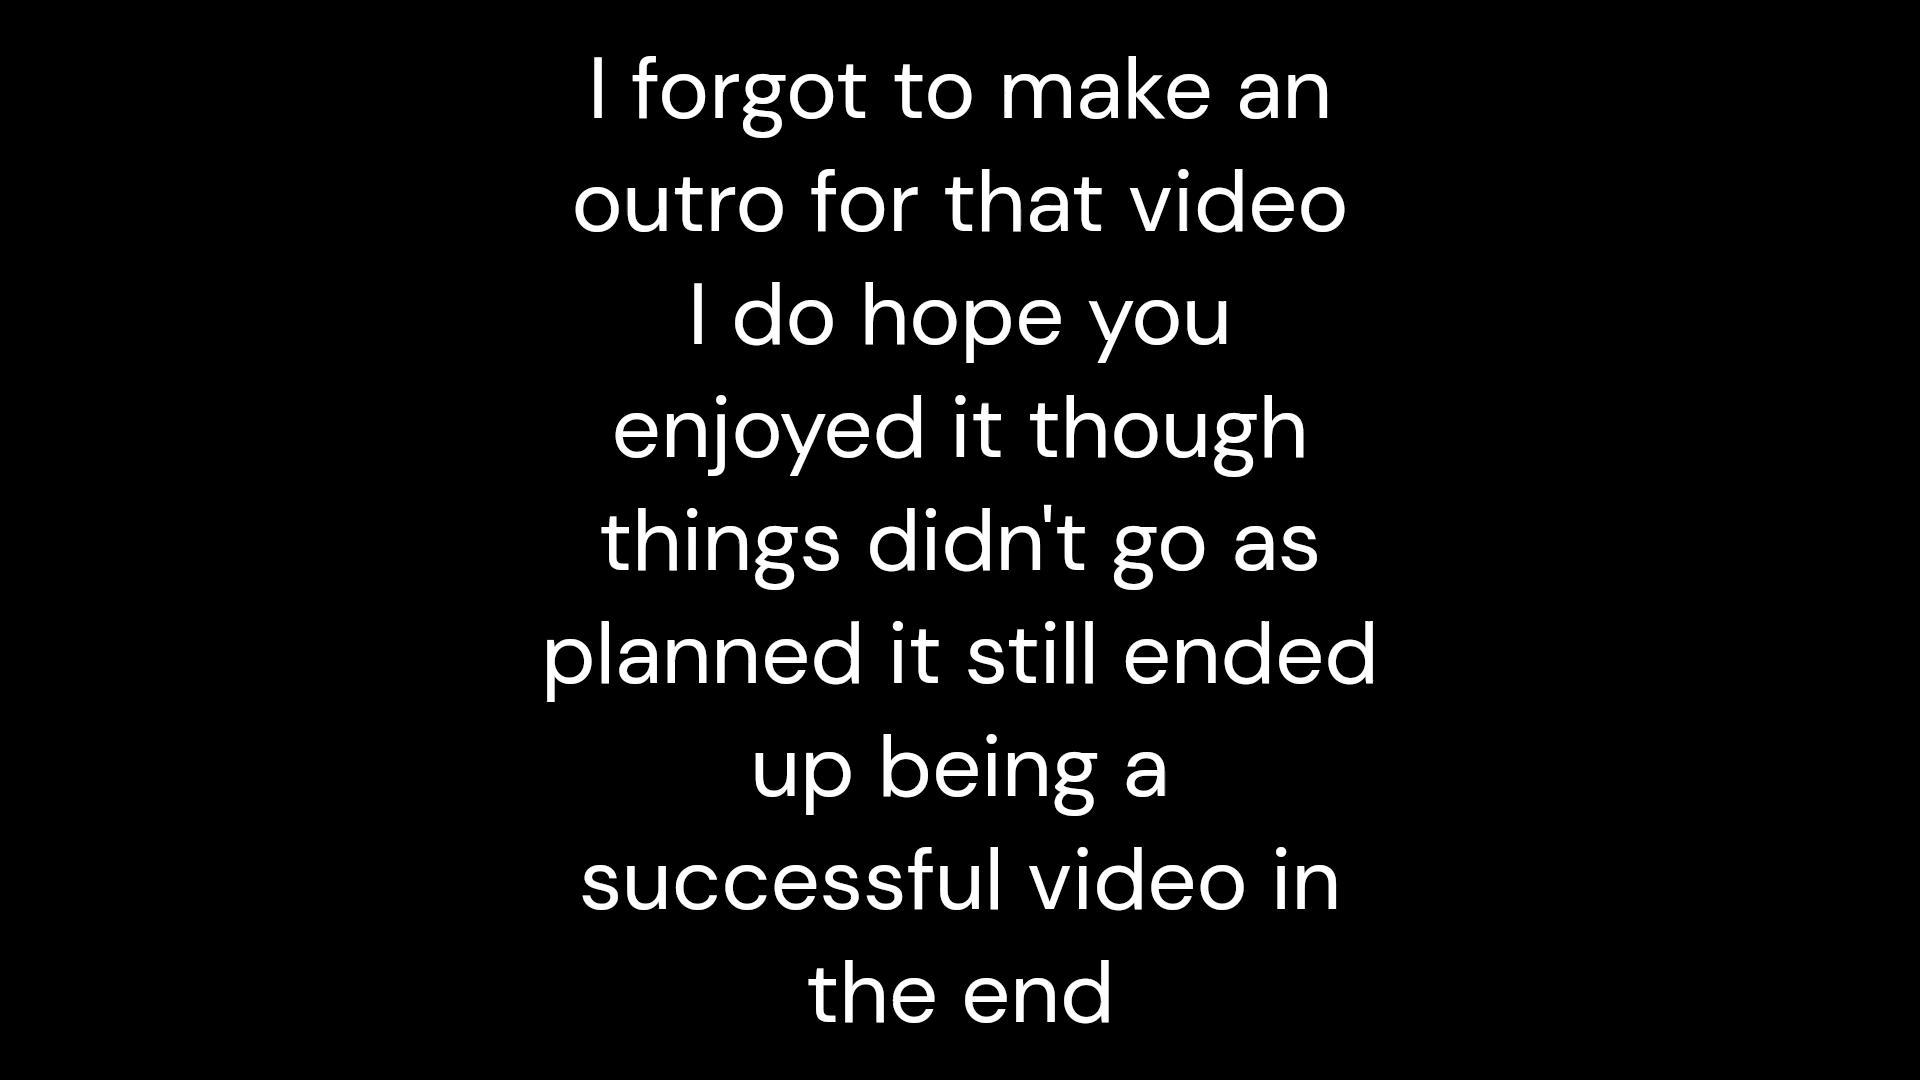 I forgot to make an
outro for that video
I do hope you
enjoyed it though
things didn't go as
planned it still ended
up being a
successful video in
the end